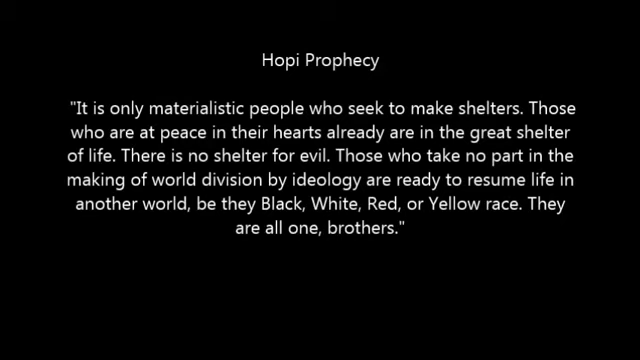 Hopi Prophecy
"It is only materialistic people who seek to make shelters. Those
who are at peace in their hearts already are in the great shelter
of life. There is no shelter for evil. Those who take no part in the
making of world division by ideology are ready to resume life in
another world, be they Black, White, Red, or Yellow race. They
are all one, brothers."